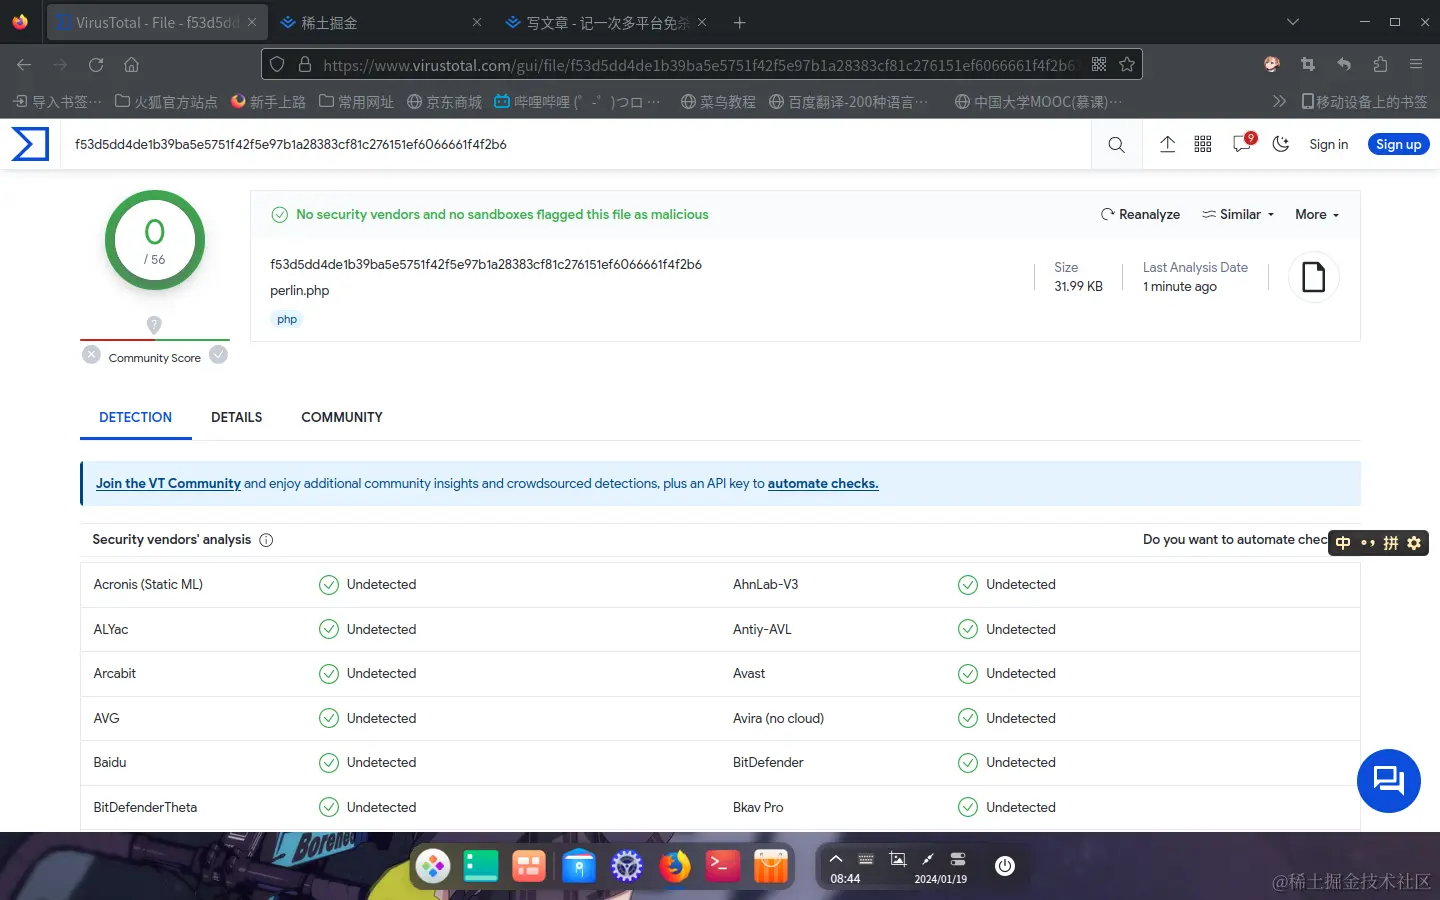 VirusTotal - File - f53d5dd
稀土掘金
写文章 - 记一次多平台免杀
https://www.virustotal.com/gui/file/f53d5dd4de1b39ba5e5751f42f5e97b1a28383cf81c276151ef6066661f4f2b6
导入书签… 火狐官方站点 新手上路 常用网址 京东商城 哔哩哔哩 (゜-゜)つロ … 菜鸟教程 百度翻译-200种语言… 中国大学MOOC(慕课)… 移动设备上的书签
f53d5dd4de1b39ba5e5751f42f5e97b1a28383cf81c276151ef6066661f4f2b6
9
Sign in
Sign up
0
/ 56
Community Score
No security vendors and no sandboxes flagged this file as malicious
Reanalyze
Similar
More
f53d5dd4de1b39ba5e5751f42f5e97b1a28383cf81c276151ef6066661f4f2b6
perlin.php
php
Size
31.99 KB
Last Analysis Date
1 minute ago
DETECTION DETAILS COMMUNITY
Join the VT Community and enjoy additional community insights and crowdsourced detections, plus an API key to automate checks.
Security vendors' analysis
Do you want to automate chec
中 拼
Acronis (Static ML) Undetected AhnLab-V3 Undetected
ALYac Undetected Antiy-AVL Undetected
Arcabit Undetected Avast Undetected
AVG Undetected Avira (no cloud) Undetected
Baidu Undetected BitDefender Undetected
BitDefenderTheta Undetected Bkav Pro Undetected
08:44
2024/01/19
@稀土掘金技术社区